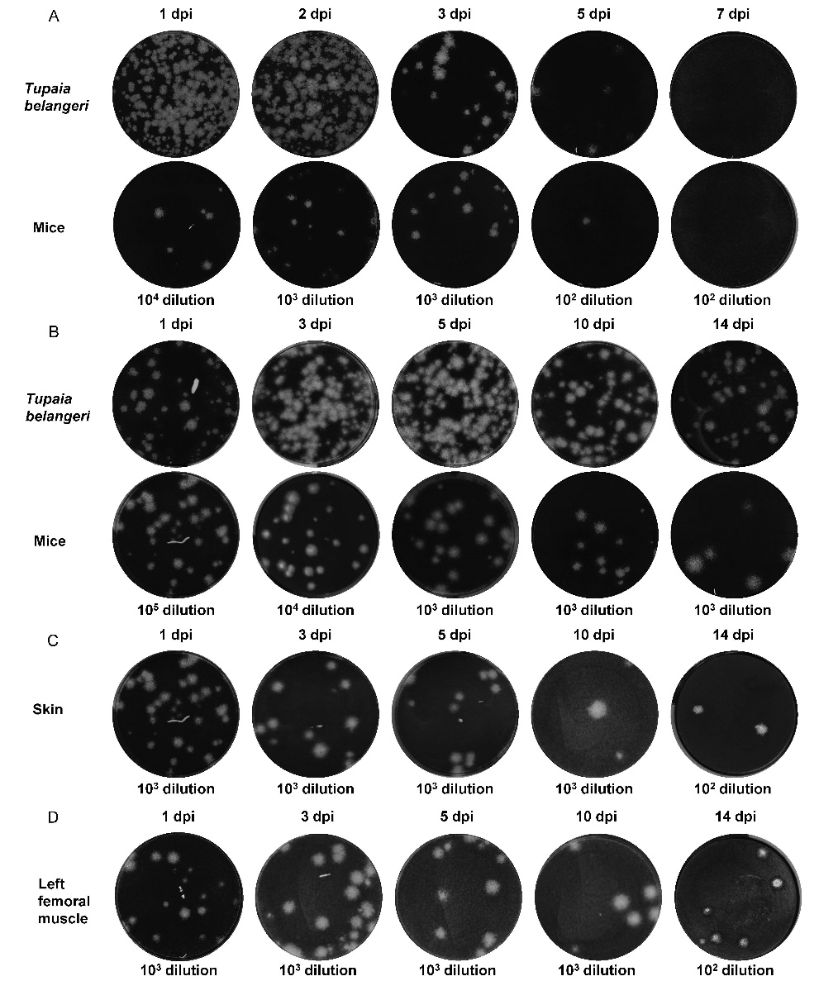 A
1 dpi 2 dpi 3 dpi 5 dpi 7 dpi
Tupaia
belangeri
Mice
10⁴ dilution 10³ dilution 10³ dilution 10² dilution 10² dilution
B
1 dpi 3 dpi 5 dpi 10 dpi 14 dpi
Tupaia
belangeri
Mice
10⁵ dilution 10⁴ dilution 10³ dilution 10³ dilution 10³ dilution
C
1 dpi 3 dpi 5 dpi 10 dpi 14 dpi
Skin
10³ dilution 10³ dilution 10³ dilution 10³ dilution 10² dilution
D
1 dpi 3 dpi 5 dpi 10 dpi 14 dpi
Left
femoral
muscle
10³ dilution 10³ dilution 10³ dilution 10³ dilution 10² dilution